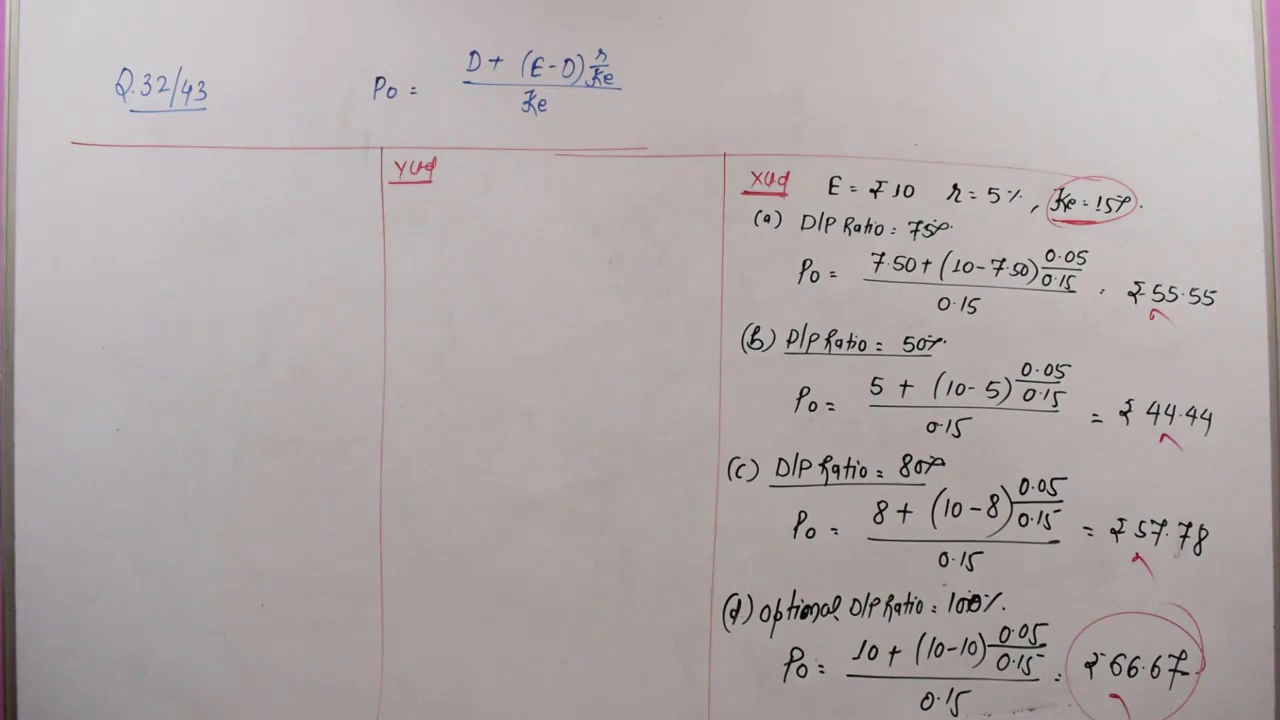 Q.32/43
P0 = D + (E-D) r/Ke / Ke
Y Ltd
X Ltd E = ₹10 r = 5%, Ke = 15%.
(a) D/P Ratio = 75%.
P0 = 7.50 + (10 - 7.50) 0.05/0.15 / 0.15 = ₹55.55
(b) D/P Ratio = 50%.
P0 = 5 + (10 - 5) 0.05/0.15 / 0.15 = ₹44.44
(c) D/P Ratio = 80%
P0 = 8 + (10 - 8) 0.05/0.15 / 0.15 = ₹57.78
(d) Optional D/P Ratio = 100%.
P0 = 10 + (10-10) 0.05/0.15 / 0.15 = ₹66.67